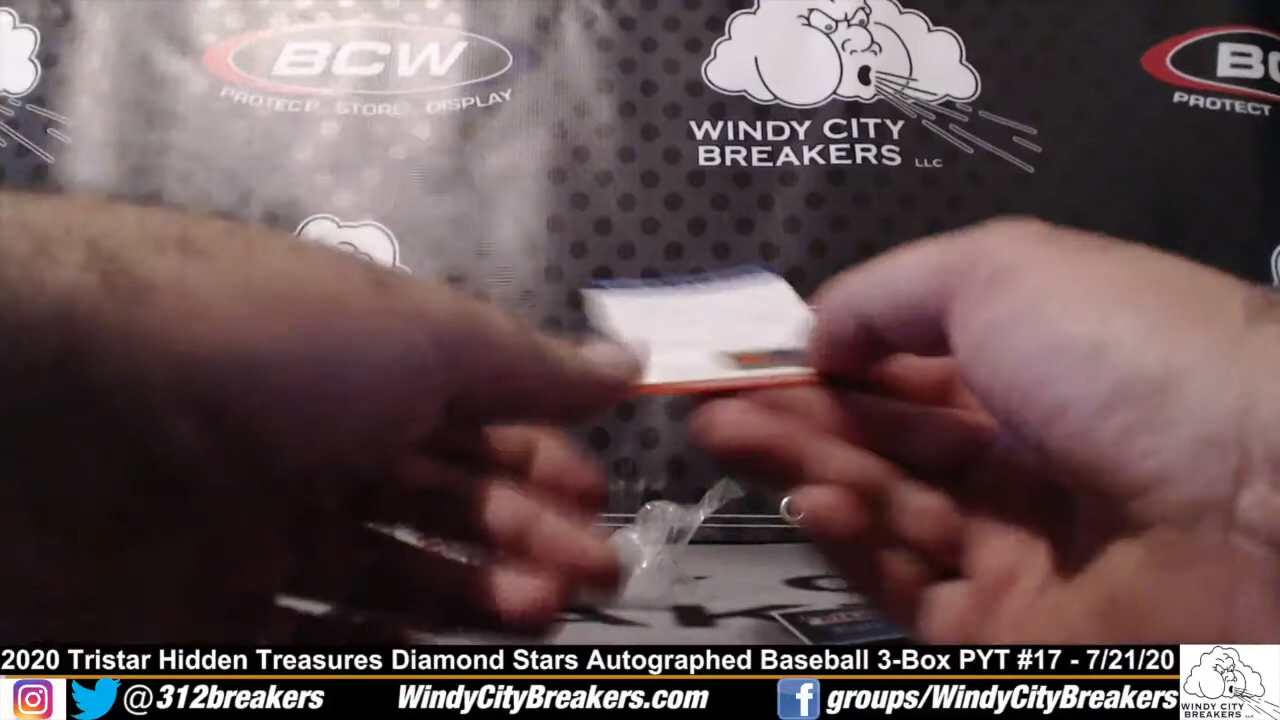 BCW
PROTECT. STORE. DISPLAY
WINDY CITY
BREAKERS LLC
PROTECT
2020 Tristar Hidden Treasures Diamond Stars Autographed Baseball 3-Box PYT #17 - 7/21/20
@312breakers
WindyCityBreakers.com
groups/WindyCityBreakers
WINDY CITY
BREAKERS LLC